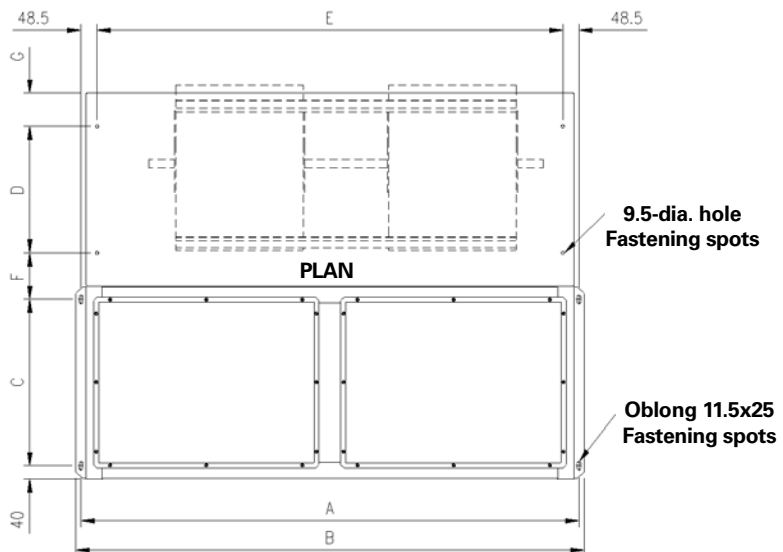 48.5
E
48.5
G
D
9.5-dia. hole
Fastening spots
PLAN
F
C
Oblong 11.5x25
Fastening spots
40
A
B